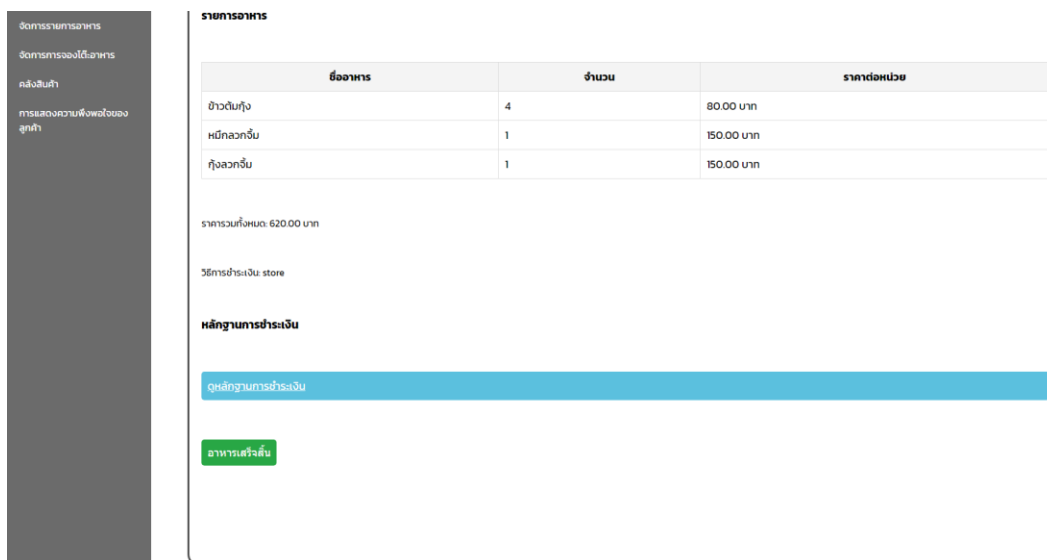 จัดการรายการอาหาร
จัดการการจองโต๊ะอาหาร
คลังสินค้า
การแสดงความพึงพอใจของ
ลูกค้า
รายการอาหาร
ชื่ออาหาร จำนวน ราคาต่อหน่วย
ข้าวต้มกุ้ง 4 80.00 บาท
หมึกลวกจิ้ม 1 150.00 บาท
กุ้งลวกจิ้ม 1 150.00 บาท
ราคารวมทั้งหมด: 620.00 บาท
วิธีการชำระเงิน: store
หลักฐานการชำระเงิน
ดูหลักฐานการชำระเงิน
อาหารเสร็จสิ้น